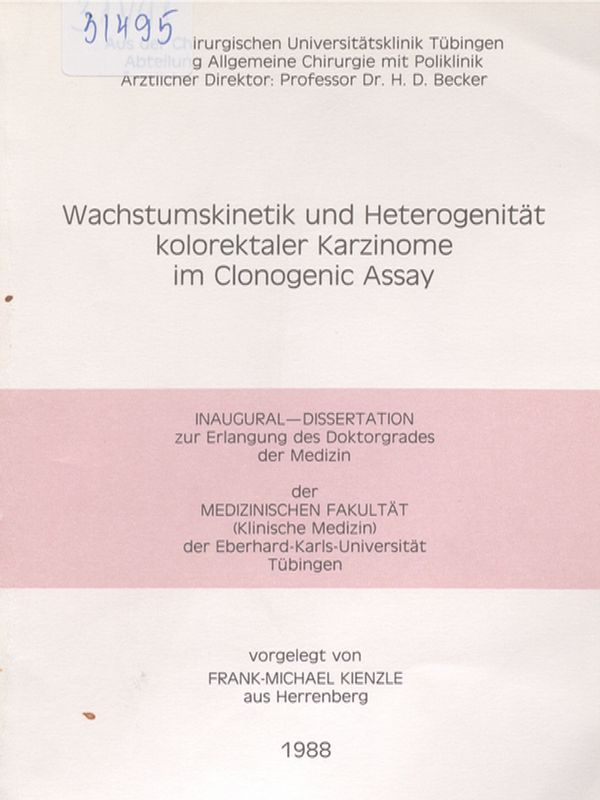 31495
Aus der Chirurgischen Universitätsklinik Tübingen
Abteilung Allgemeine Chirurgie mit Poliklinik
Ärztlicher Direktor: Professor Dr. H. D. Becker
Wachstumskinetik und Heterogenität
kolorektaler Karzinome
im Clonogenic Assay
INAUGURAL—DISSERTATION
zur Erlangung des Doktorgrades
der Medizin
der
MEDIZINISCHEN FAKULTÄT
(Klinische Medizin)
der Eberhard-Karls-Universität
Tübingen
vorgelegt von
FRANK-MICHAEL KIENZLE
aus Herrenberg
1988